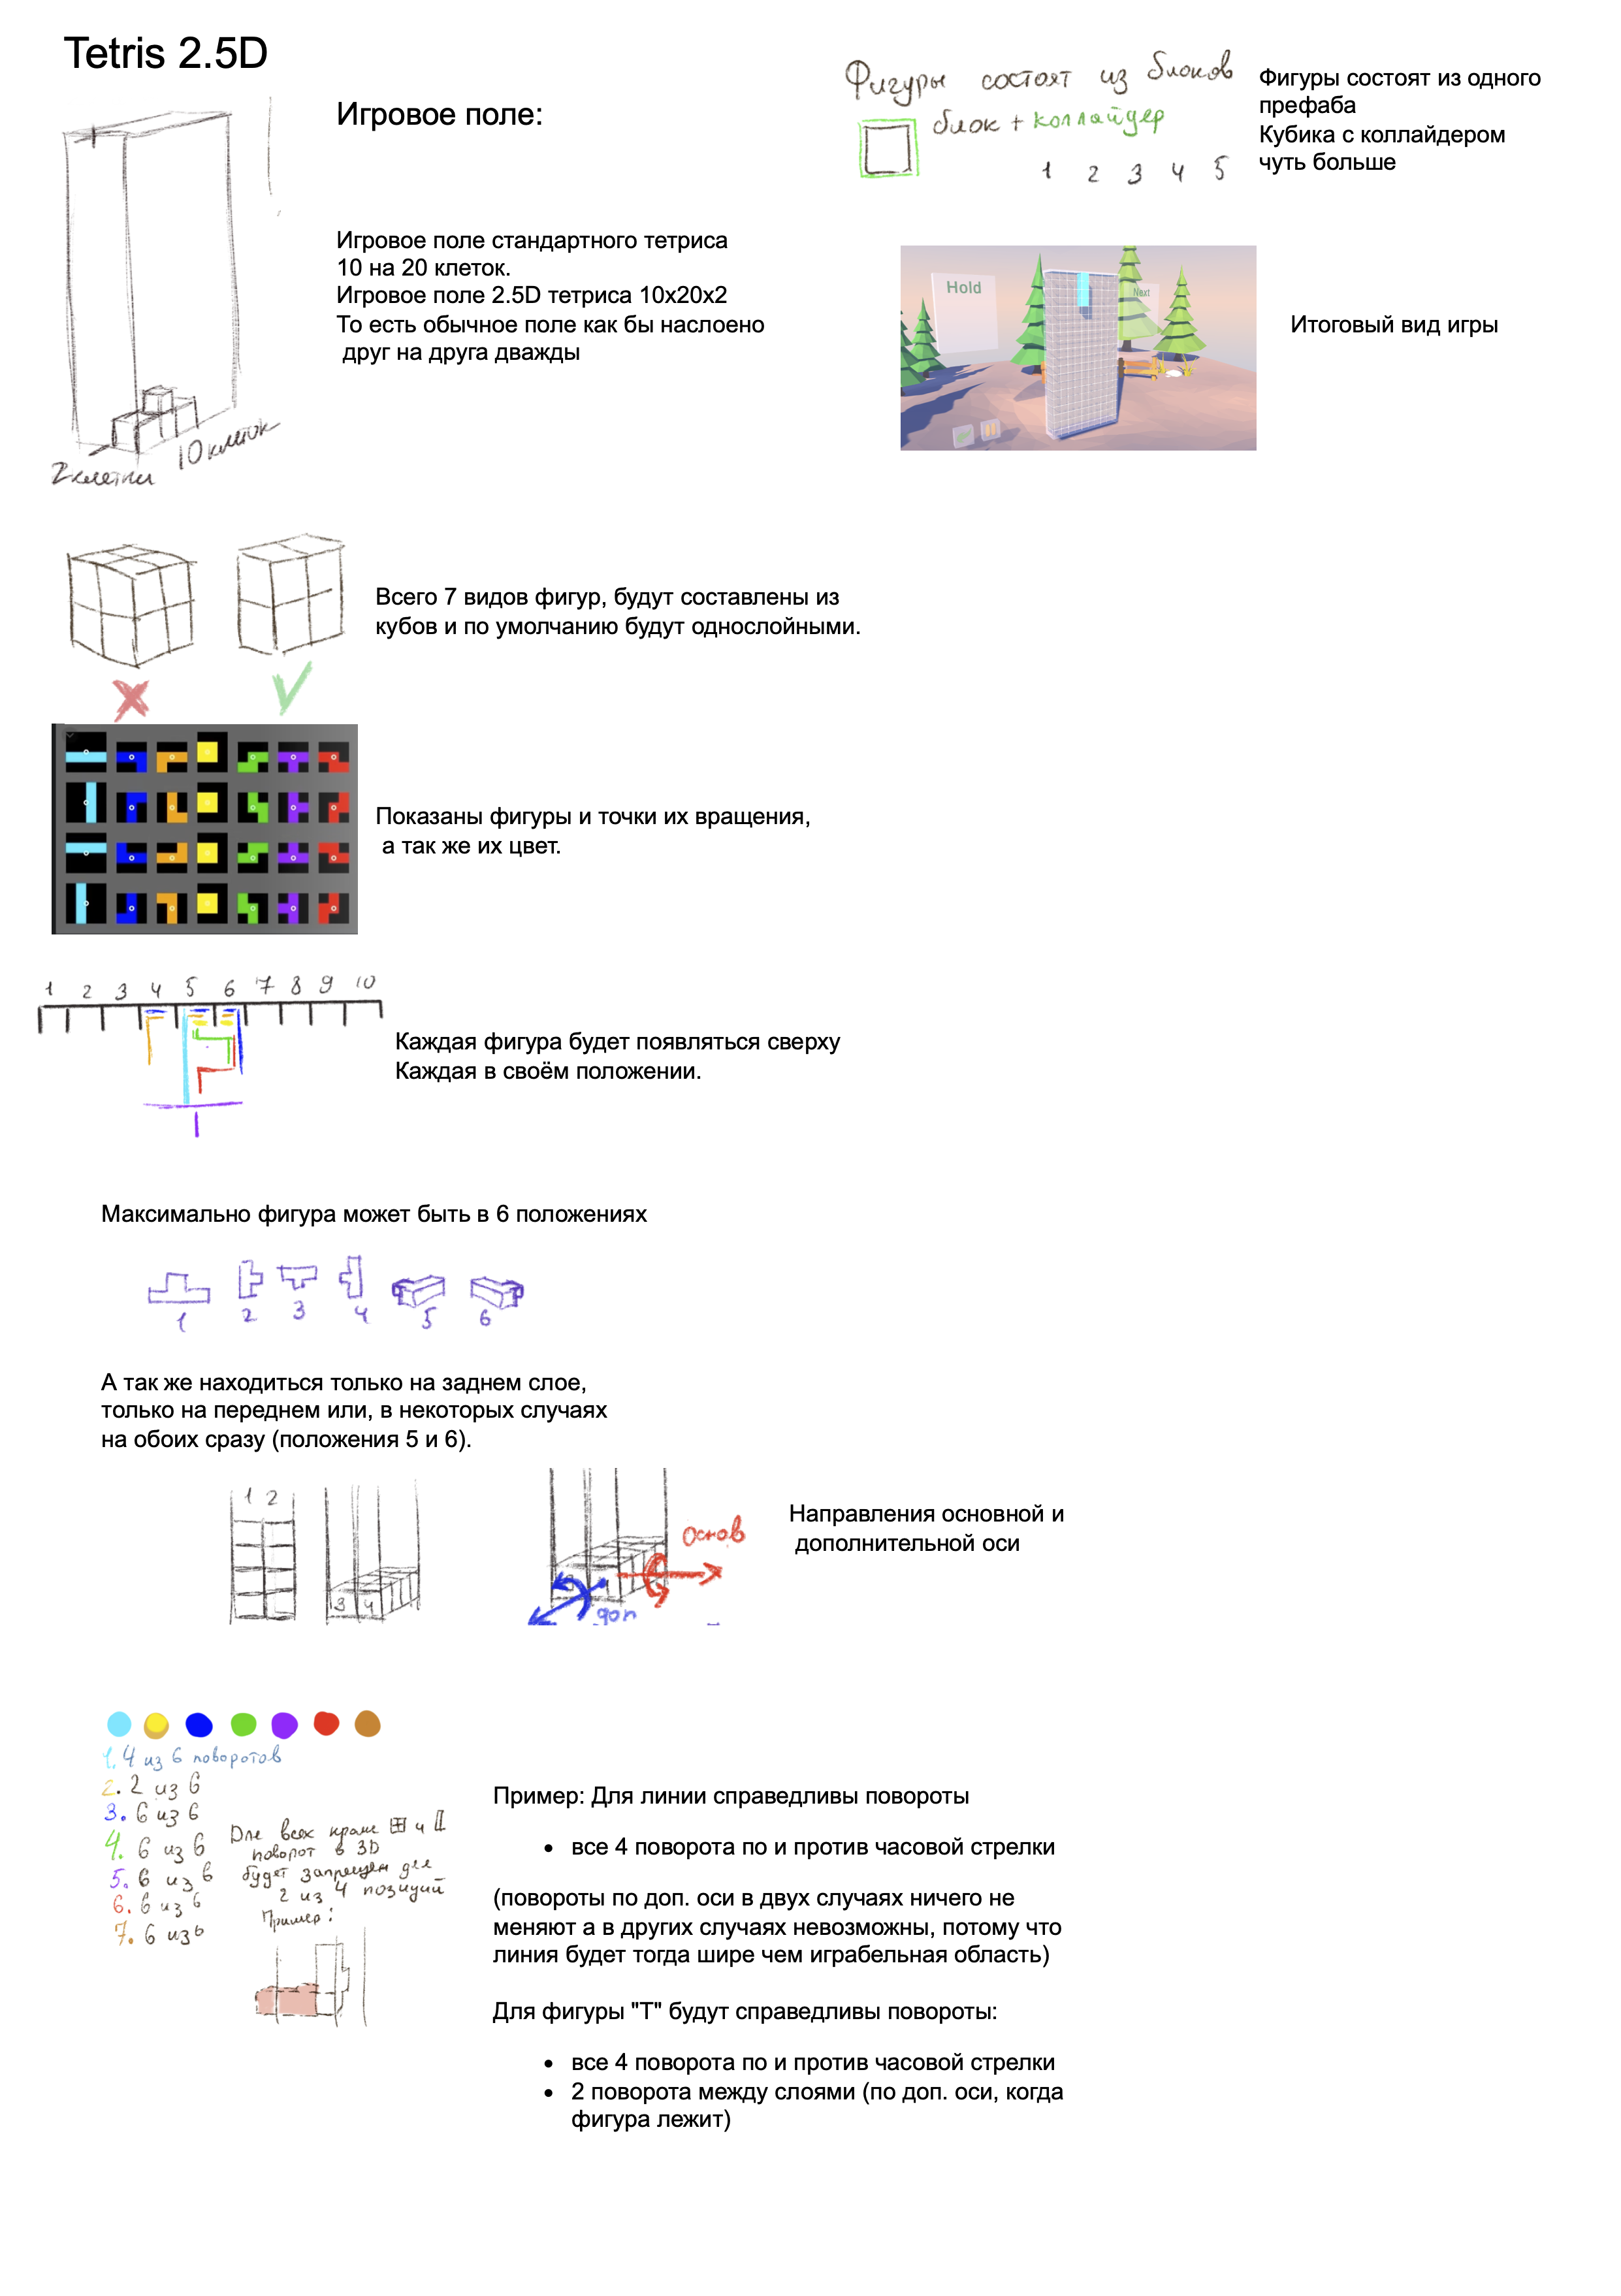 Tetris 2.5D
Игровое поле:
Игровое поле стандартного тетриса
10 на 20 клеток.
Игровое поле 2.5D тетриса 10x20x2
То есть обычное поле как бы наслоено
друг на друга дважды
2 клетки
10 клеток
Фигуры состоят из блоков
блок + коллайдер
1 2 3 4 5
Фигуры состоят из одного
префаба
Кубика с коллайдером
чуть больше
Hold
Next
Итоговый вид игры
Всего 7 видов фигур, будут составлены из
кубов и по умолчанию будут однослойными.
Показаны фигуры и точки их вращения,
а так же их цвет.
1 2 3 4 5 6 7 8 9 10
Каждая фигура будет появляться сверху
Каждая в своём положении.
Максимально фигура может быть в 6 положениях
1 2 3 4 5 6
А так же находиться только на заднем слое,
только на переднем или, в некоторых случаях
на обоих сразу (положения 5 и 6).
1 2
3 4
основ
доп
Направления основной и
дополнительной оси
1. 4 из 6 поворотов
2. 2 из 6
3. 6 из 6
4. 6 из 6
5. 6 из 6
6. 6 из 6
7. 6 из 6
Для всех кроме и
поворот в 3D
будет запрещен для
2 из 4 позиций
Пример:
Пример: Для линии справедливы повороты
• все 4 поворота по и против часовой стрелки
(повороты по доп. оси в двух случаях ничего не
меняют а в других случаях невозможны, потому что
линия будет тогда шире чем играбельная область)
Для фигуры "Т" будут справедливы повороты:
• все 4 поворота по и против часовой стрелки
• 2 поворота между слоями (по доп. оси, когда
фигура лежит)